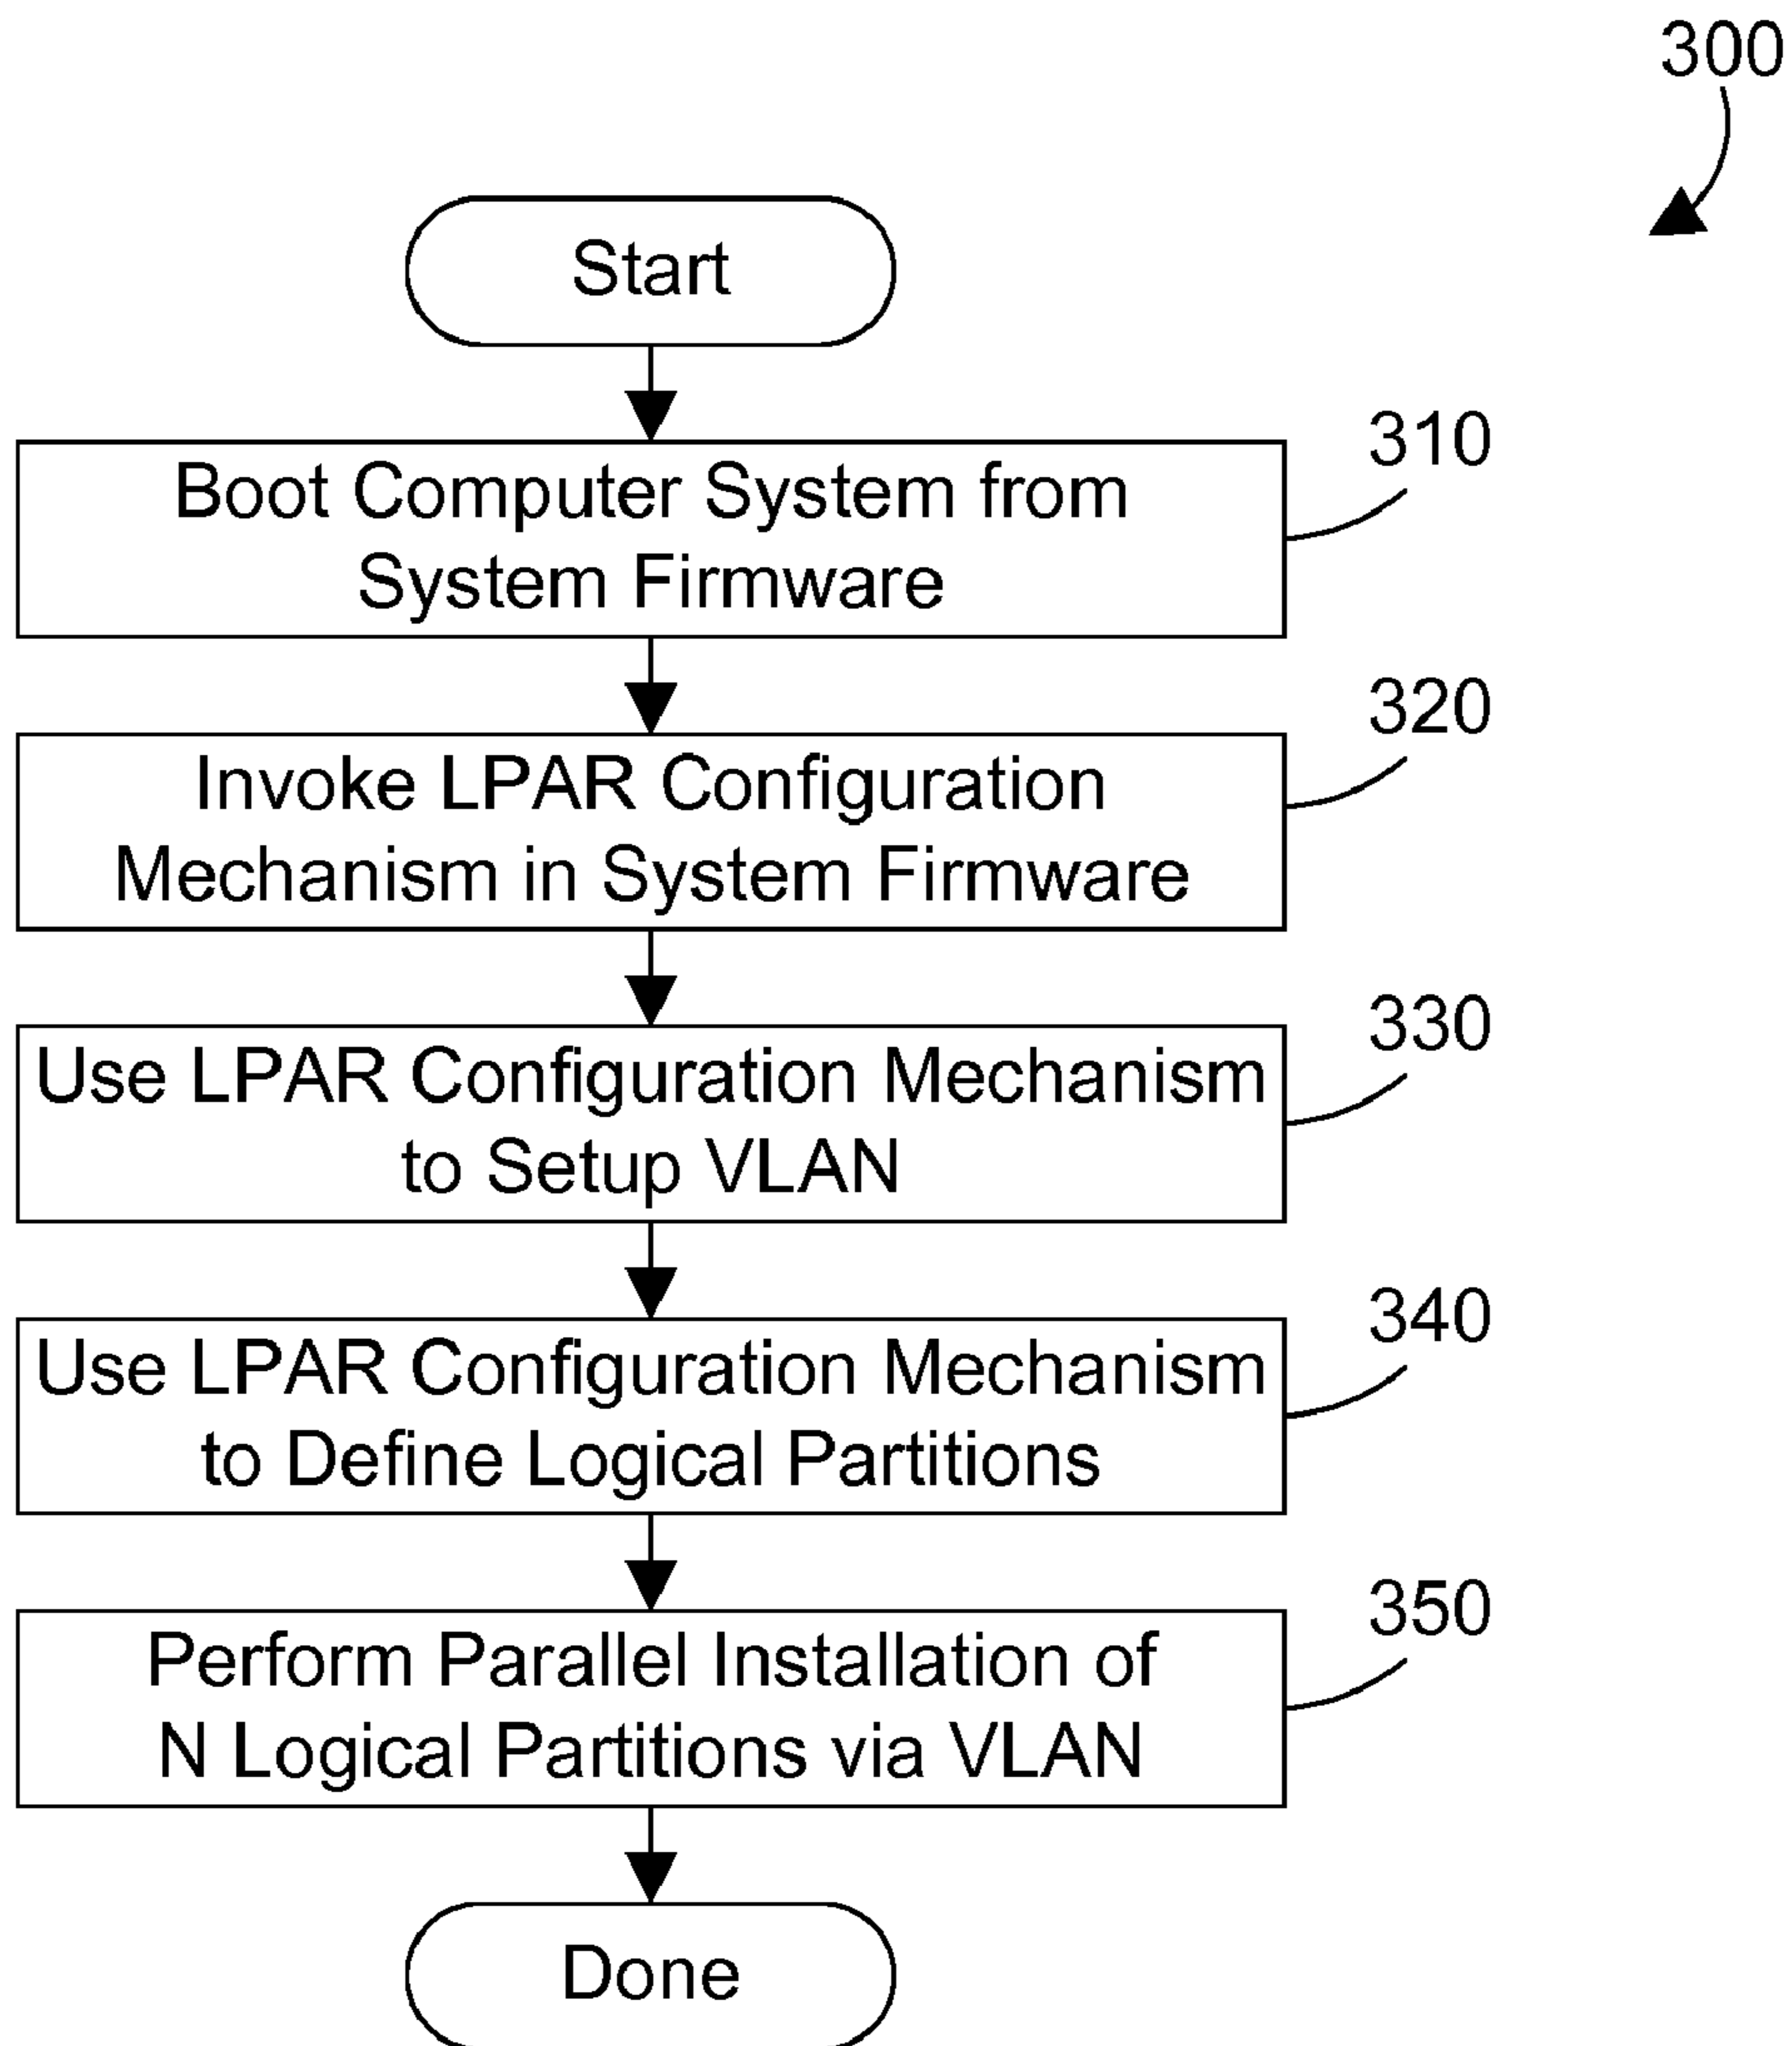 300
Start
310
Boot Computer System from
System Firmware
320
Invoke LPAR Configuration
Mechanism in System Firmware
330
Use LPAR Configuration Mechanism
to Setup VLAN
340
Use LPAR Configuration Mechanism
to Define Logical Partitions
350
Perform Parallel Installation of
N Logical Partitions via VLAN
Done